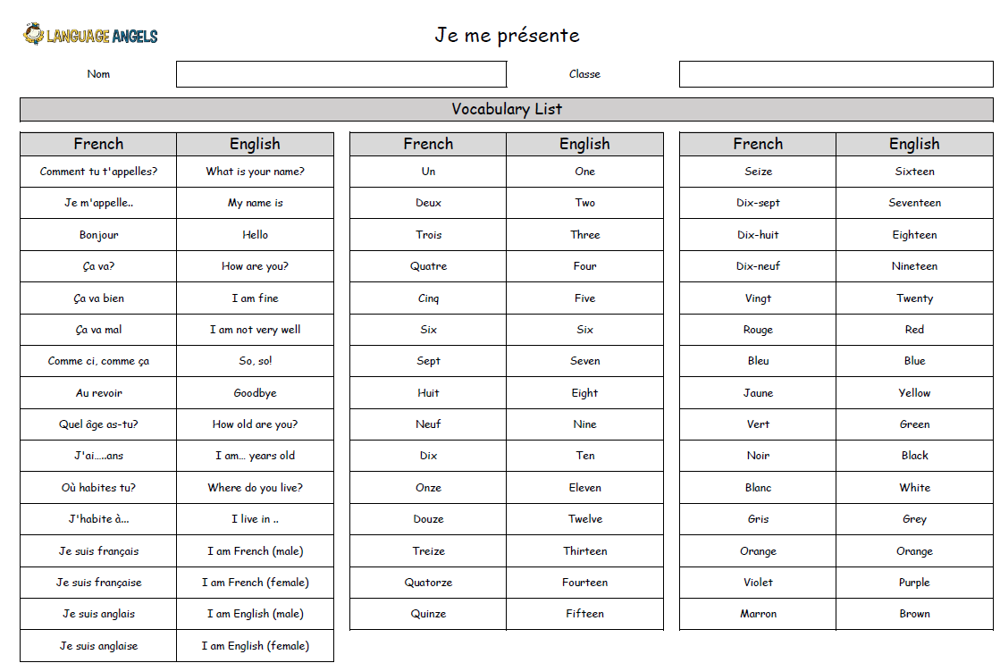 LANGUAGE ANGELS
Je me présente
Nom Classe
Vocabulary List
French English
Comment tu t'appelles? What is your name?
Je m'appelle.. My name is
Bonjour Hello
Ça va? How are you?
Ça va bien I am fine
Ça va mal I am not very well
Comme ci, comme ça So, so!
Au revoir Goodbye
Quel âge as-tu? How old are you?
J'ai.....ans I am... years old
Où habites tu? Where do you live?
J'habite à... I live in ..
Je suis français I am French (male)
Je suis française I am French (female)
Je suis anglais I am English (male)
Je suis anglaise I am English (female)
French English
Un One
Deux Two
Trois Three
Quatre Four
Cinq Five
Six Six
Sept Seven
Huit Eight
Neuf Nine
Dix Ten
Onze Eleven
Douze Twelve
Treize Thirteen
Quatorze Fourteen
Quinze Fifteen
French English
Seize Sixteen
Dix-sept Seventeen
Dix-huit Eighteen
Dix-neuf Nineteen
Vingt Twenty
Rouge Red
Bleu Blue
Jaune Yellow
Vert Green
Noir Black
Blanc White
Gris Grey
Orange Orange
Violet Purple
Marron Brown